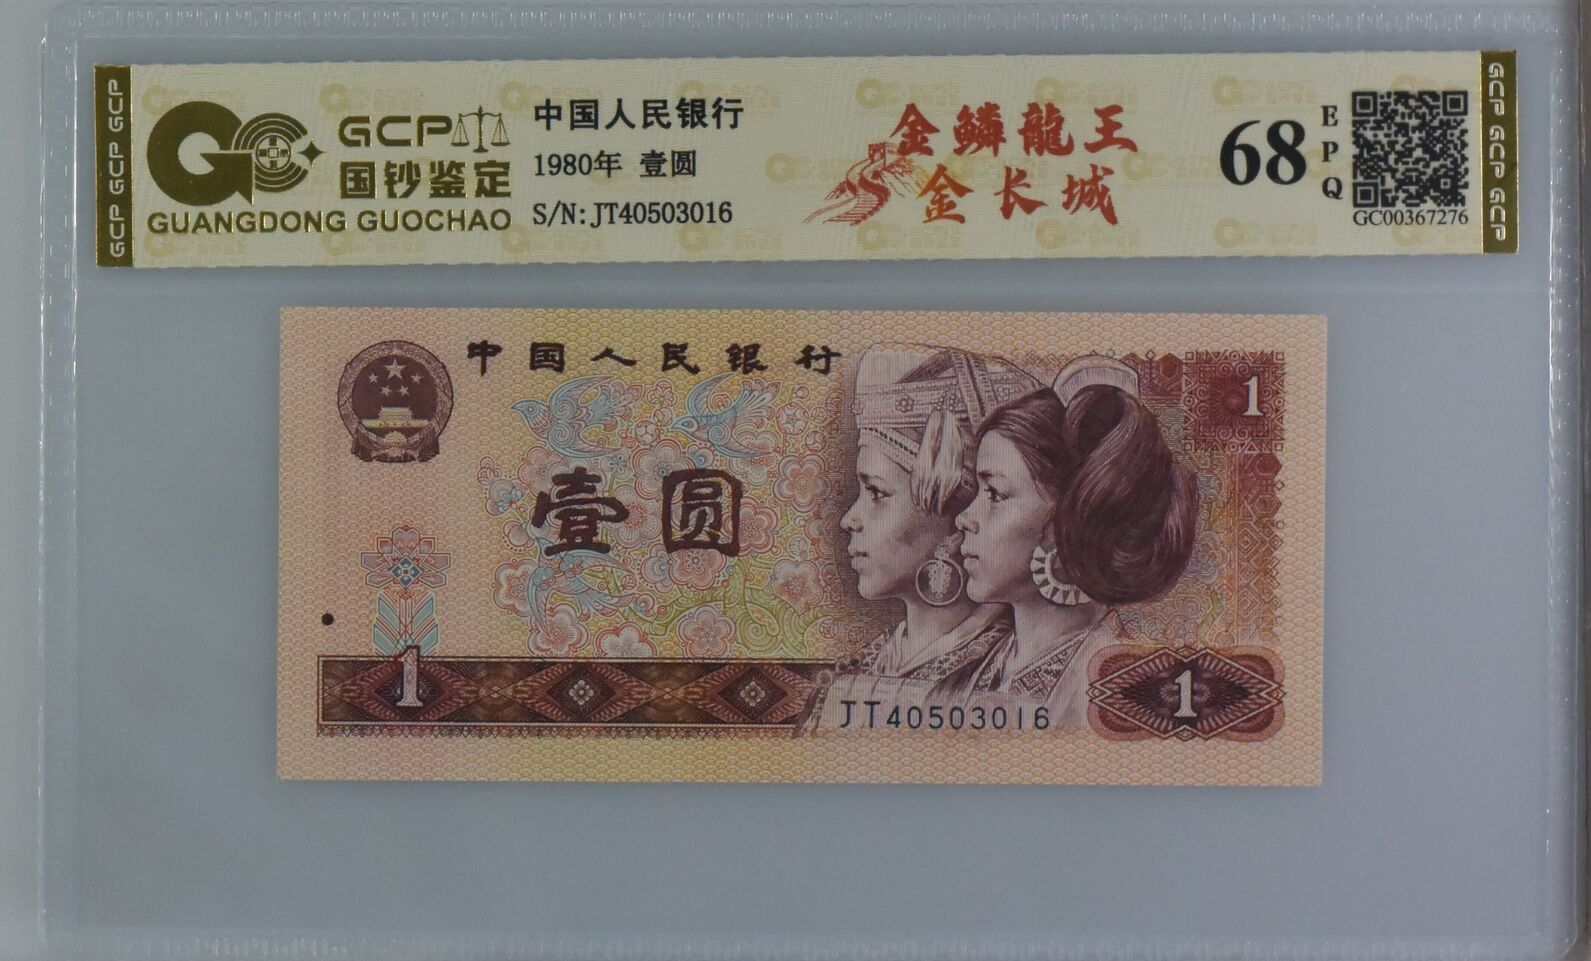 GCP GCP GCP
GCP
国钞鉴定
GUANGDONG GUOCHAO
中国人民银行
1980年 壹圆
S/N:JT40503016
金鳞龍王
金长城
68
EPQ
GC00367276
GCP GCP GCP
中国人民银行
1
壹圆
1
JT40503016
1